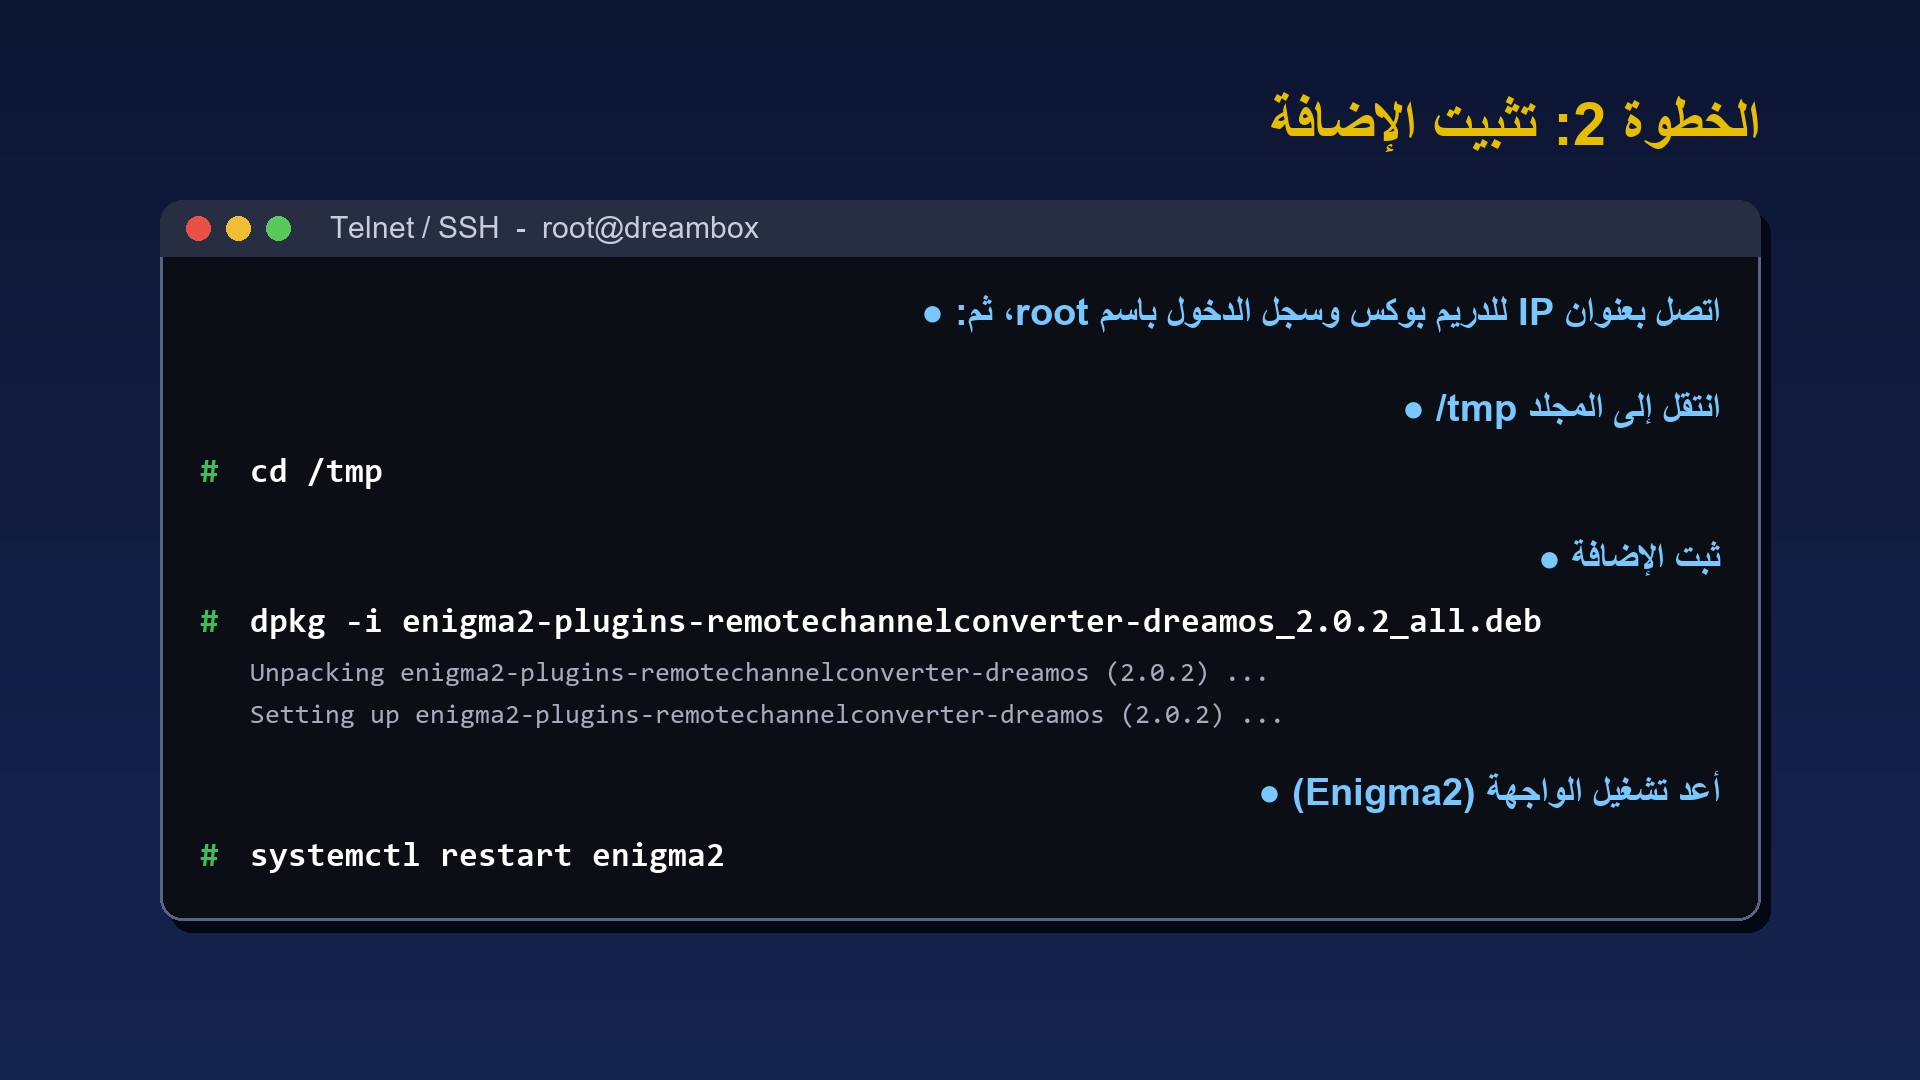 الخطوة 2: تثبيت الإضافة
Telnet / SSH - root@dreambox
اتصل بعنوان IP للدريم بوكس وسجل الدخول باسم root، ثم: ●
انتقل إلى المجلد /tmp ●
# cd /tmp
ثبت الإضافة ●
# dpkg -i enigma2-plugins-remotechannelconverter-dreamos_2.0.2_all.deb
Unpacking enigma2-plugins-remotechannelconverter-dreamos (2.0.2) ...
Setting up enigma2-plugins-remotechannelconverter-dreamos (2.0.2) ...
أعد تشغيل الواجهة (Enigma2) ●
# systemctl restart enigma2